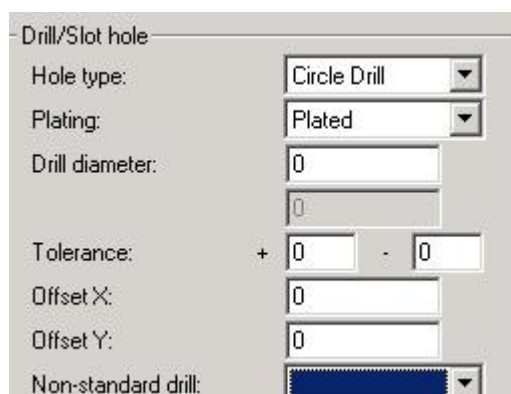 Drill/Slot hole
Hole type: Circle Drill
Plating: Plated
Drill diameter: 0
0
Tolerance: + 0 - 0
Offset X: 0
Offset Y: 0
Non-standard drill: